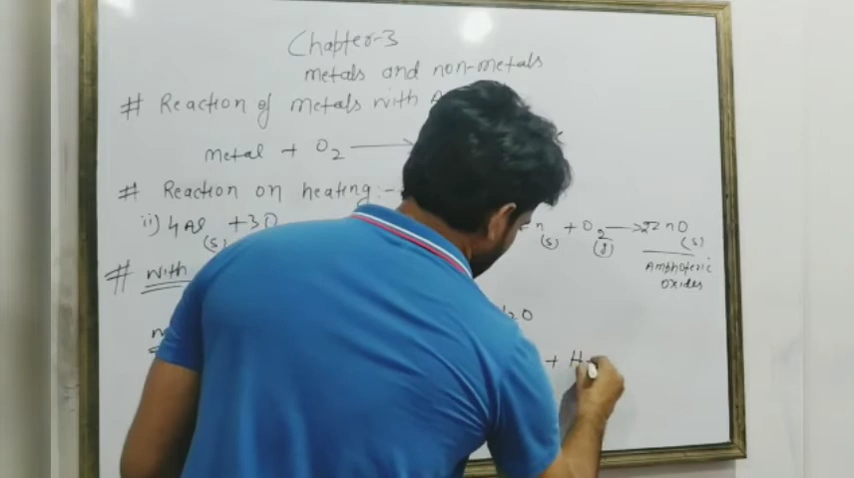 Chapter-3
metals and non-metals
# Reaction of metals with
metal + O2 →
# Reaction on heating:-
ii) 4Al(s) + 3O
n(s) + O2(g) → 2ZnO(s)
Amphoteric
oxides
# with
H2O
+ H